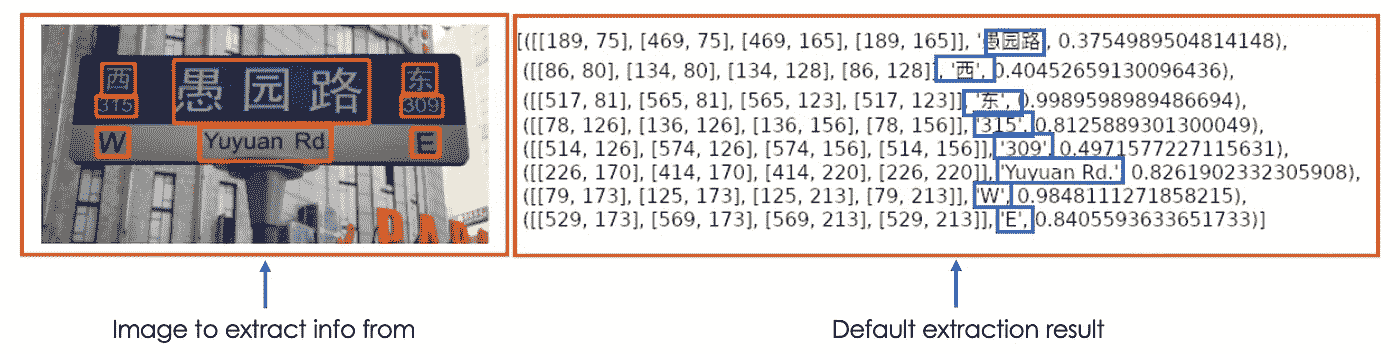 西 愚园路 东
315 309
W Yuyuan Rd E
[([[189, 75], [469, 75], [469, 165], [189, 165]], '愚园路, 0.3754989504814148),
([[86, 80], [134, 80], [134, 128], [86, 128]], '西', 0.40452659130096436),
([[517, 81], [565, 81], [565, 123], [517, 123]], '东', 0.9989598989486694),
([[78, 126], [136, 126], [136, 156], [78, 156]], '315', 0.8125889301300049),
([[514, 126], [574, 126], [574, 156], [514, 156]], '309', 0.4971577227115631),
([[226, 170], [414, 170], [414, 220], [226, 220]], 'Yuyuan Rd.', 0.8261902332305908),
([[79, 173], [125, 173], [125, 213], [79, 213]], 'W', 0.9848111271858215),
([[529, 173], [569, 173], [569, 213], [529, 213]], 'E', 0.8405593633651733)]
Image to extract info from
Default extraction result